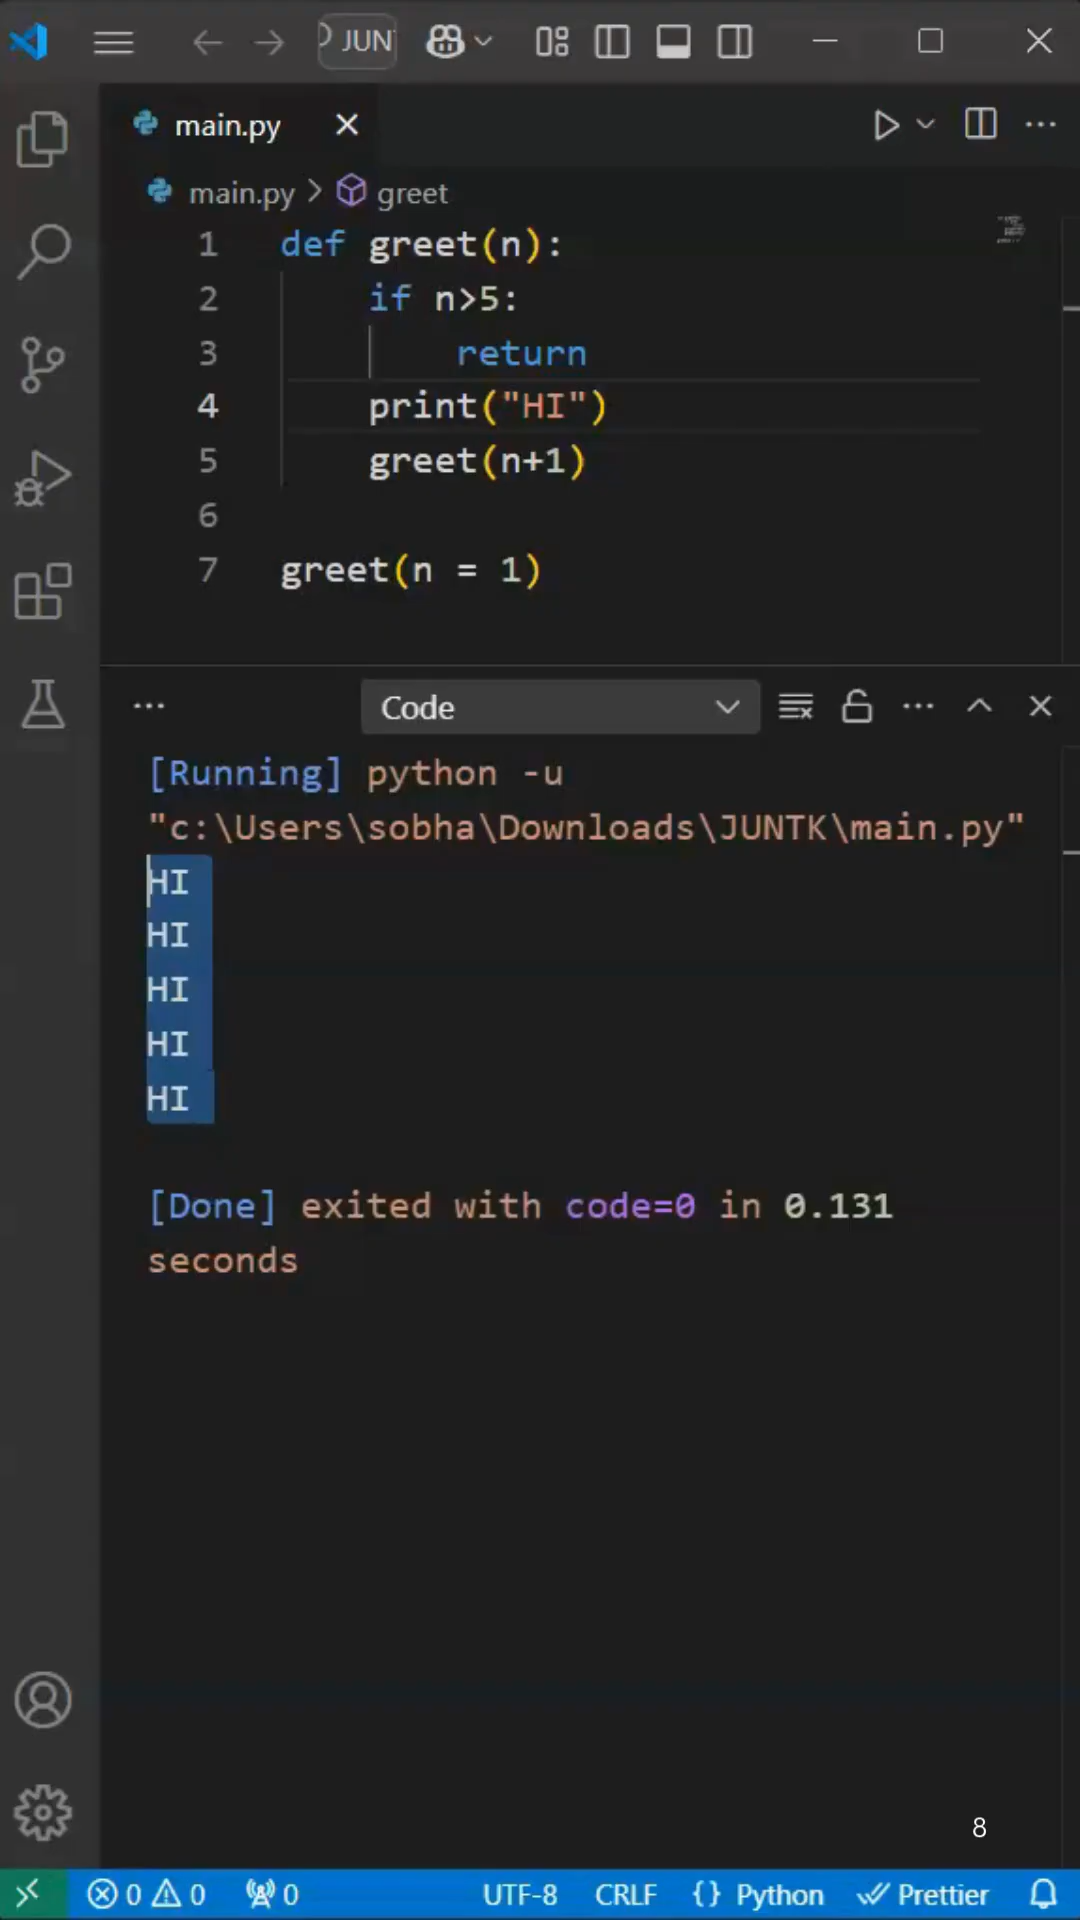 JUN
main.py
main.py > greet
1 def greet(n):
2 if n>5:
3 return
4 print("HI")
5 greet(n+1)
6
7 greet(n = 1)
Code
[Running] python -u
"c:\Users\sobha\Downloads\JUNTK\main.py"
HI
HI
HI
HI
HI
[Done] exited with code=0 in 0.131
seconds
8
0 0 0 UTF-8 CRLF {} Python Prettier